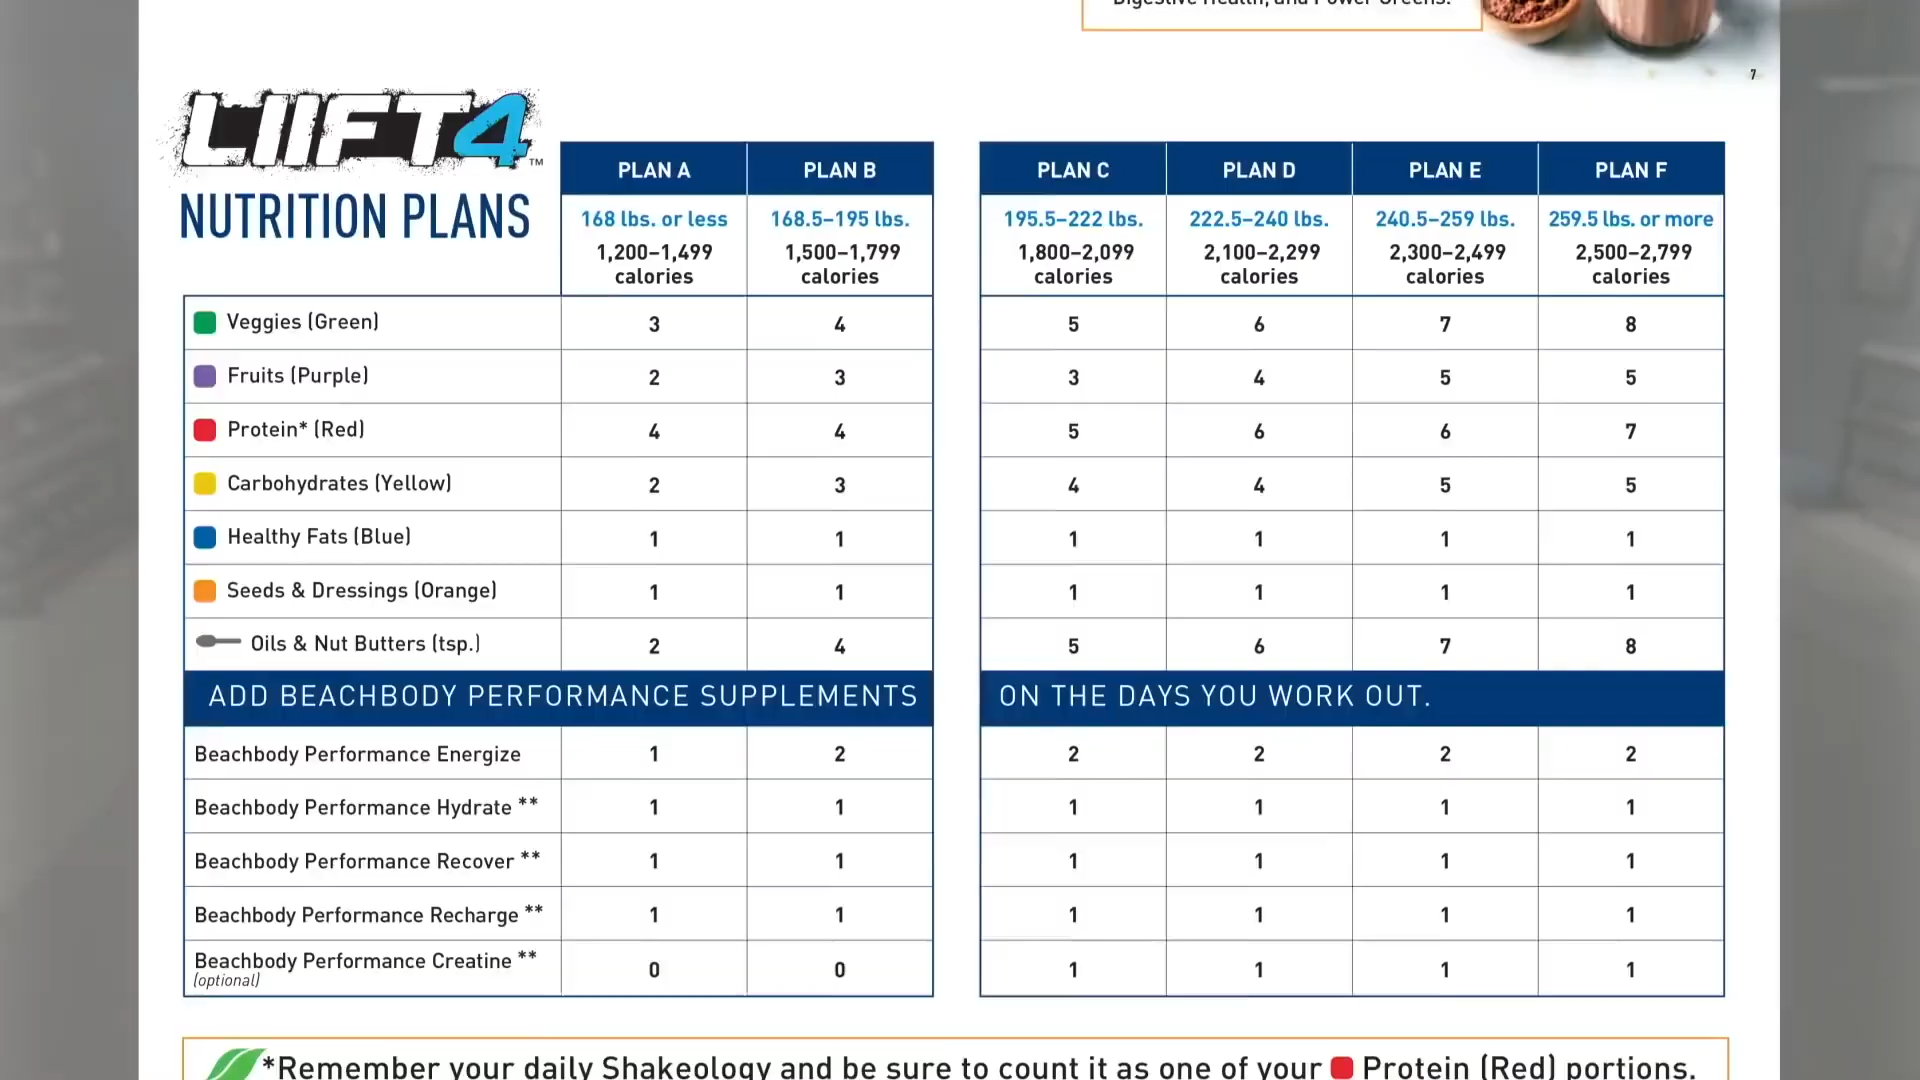 Digestive Health, and Power Greens.
7
LIIFT4™
NUTRITION PLANS
PLAN A PLAN B PLAN C PLAN D PLAN E PLAN F
168 lbs. or less 168.5–195 lbs. 195.5–222 lbs. 222.5–240 lbs. 240.5–259 lbs. 259.5 lbs. or more
1,200–1,499 1,500–1,799 1,800–2,099 2,100–2,299 2,300–2,499 2,500–2,799
calories calories calories calories calories calories
Veggies (Green) 3 4 5 6 7 8
Fruits (Purple) 2 3 3 4 5 5
Protein* (Red) 4 4 5 6 6 7
Carbohydrates (Yellow) 2 3 4 4 5 5
Healthy Fats (Blue) 1 1 1 1 1 1
Seeds & Dressings (Orange) 1 1 1 1 1 1
Oils & Nut Butters (tsp.) 2 4 5 6 7 8
ADD BEACHBODY PERFORMANCE SUPPLEMENTS ON THE DAYS YOU WORK OUT.
Beachbody Performance Energize 1 2 2 2 2 2
Beachbody Performance Hydrate ** 1 1 1 1 1 1
Beachbody Performance Recover ** 1 1 1 1 1 1
Beachbody Performance Recharge ** 1 1 1 1 1 1
Beachbody Performance Creatine ** 0 0 1 1 1 1
(optional)
*Remember your daily Shakeology and be sure to count it as one of your Protein (Red) portions.